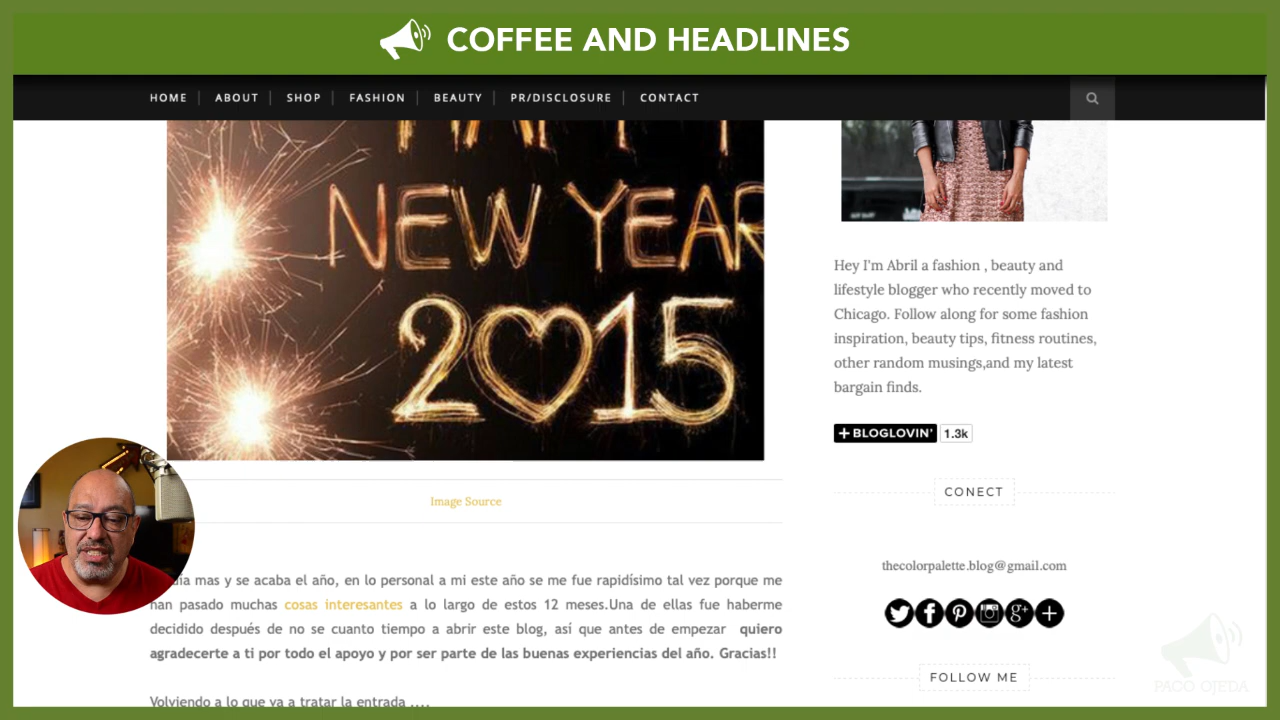 COFFEE AND HEADLINES
HOME
ABOUT
SHOP
FASHION
BEAUTY
PR/DISCLOSURE
CONTACT
HAPPY
NEW YEAR
2015
Image Source
mas y se acaba el año, en lo personal a mi este año se me fue rapidísimo tal vez porque me
han pasado muchas cosas interesantes a lo largo de estos 12 meses.Una de ellas fue haberme
decidido después de no se cuanto tiempo a abrir este blog, así que antes de empezar quiero
agradecerte a ti por todo el apoyo y por ser parte de las buenas experiencias del año. Gracias!!
Volviendo a lo que va a tratar la entrada ....
Hey I'm Abril a fashion , beauty and
lifestyle blogger who recently moved to
Chicago. Follow along for some fashion
inspiration, beauty tips, fitness routines,
other random musings,and my latest
bargain finds.
+ BLOGLOVIN' 1.3k
CONECT
thecolorpalette.blog@gmail.com
FOLLOW ME
PACO OJEDA